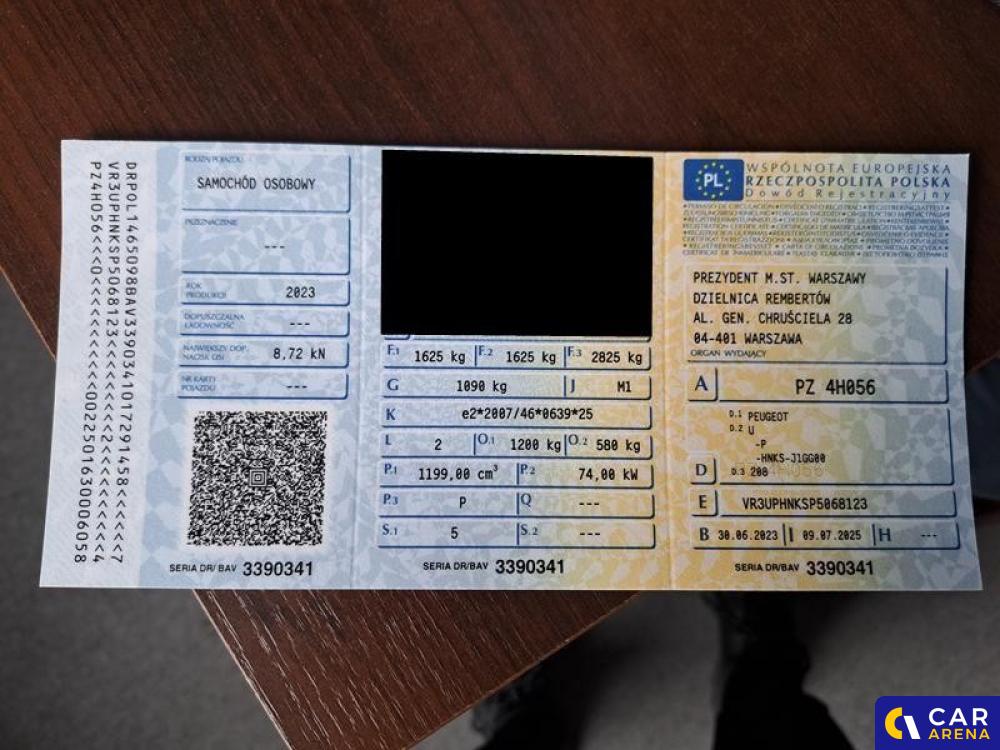 DRPOL1465098BAV33903410172914​58<<<<<7
VR3UPHNKSP5068123<<<<<<2<<<<<<<<<<<4
PZ4H056<<0<<<<<<<<<0022501630006058
RODZAJ POJAZDU
SAMOCHÓD OSOBOWY
PRZEZNACZENIE
---
ROK PRODUKCJI
2023
DOPUSZCZALNA ŁADOWNOŚĆ
---
NAJWIĘKSZY DOP. NACISK OSI
8,72 kN
NR KARTY POJAZDU
---
SERIA DR/BAV 3390341
F.1 1625 kg F.2 1625 kg F.3 2825 kg
G 1090 kg J M1
K e2*2007/46*0639*25
L 2 O.1 1200 kg O.2 580 kg
P.1 1199,00 cm³ P.2 74,00 kW
P.3 P Q ---
S.1 5 S.2 ---
SERIA DR/BAV 3390341
PL
WSPÓLNOTA EUROPEJSKA
RZECZPOSPOLITA POLSKA
Dowód Rejestracyjny
PREZYDENT M.ST. WARSZAWY
DZIELNICA REMBERTÓW
AL. GEN. CHRUŚCIELA 28
04-401 WARSZAWA
ORGAN WYDAJĄCY
A PZ 4H056
D.1 PEUGEOT
D.2 U
-P
-HNKS-J1GG00
D D.3 208
E VR3UPHNKSP5068123
B 30.06.2023 I 09.07.2025 H ---
SERIA DR/BAV 3390341
CAR
ARENA